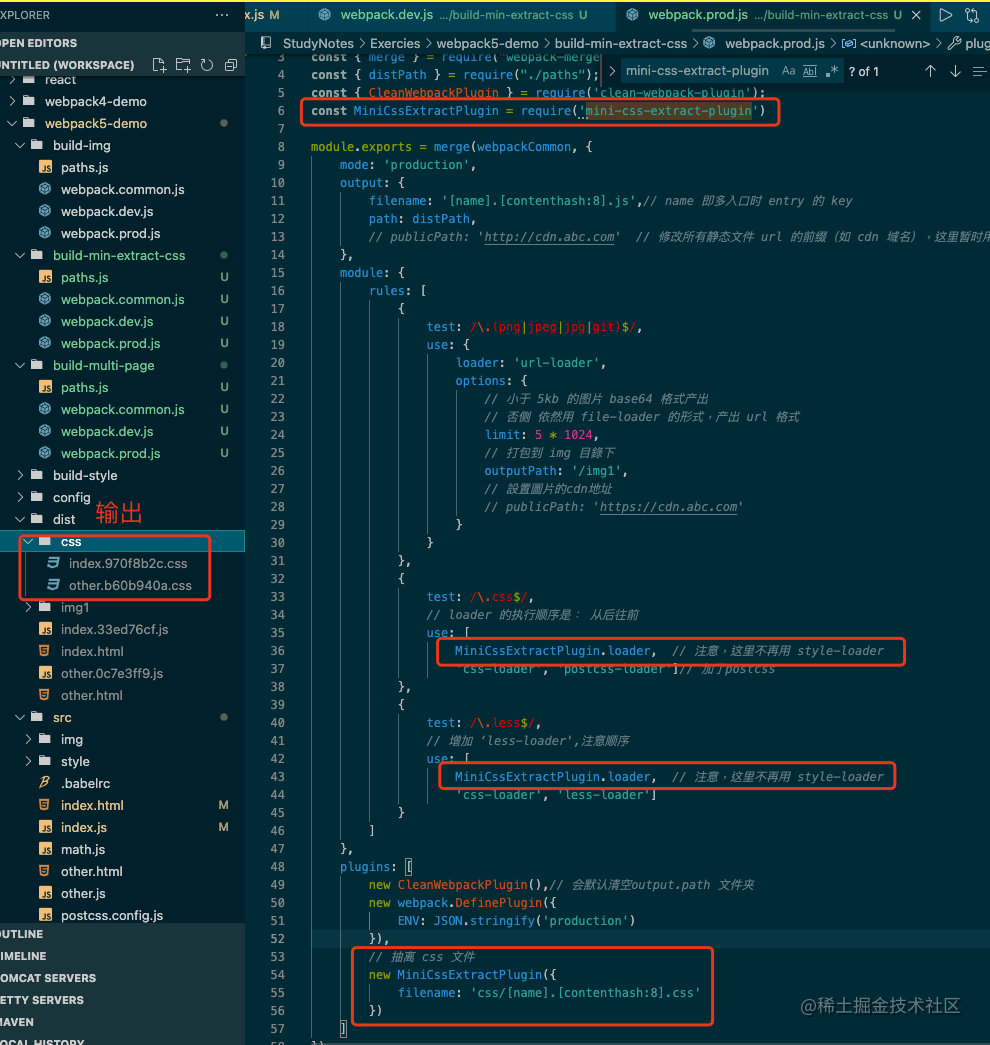 EXPLORER ···
OPEN EDITORS
UNTITLED (WORKSPACE)
react
webpack4-demo
webpack5-demo
build-img
paths.js
webpack.common.js
webpack.dev.js
webpack.prod.js
build-min-extract-css
paths.js U
webpack.common.js U
webpack.dev.js U
webpack.prod.js U
build-multi-page
paths.js U
webpack.common.js U
webpack.dev.js U
webpack.prod.js U
build-style
config
dist 输出
css
index.970f8b2c.css
other.b60b940a.css
img1
index.33ed76cf.js
index.html
other.0c7e3ff9.js
other.html
src
img
style
.babelrc
index.html M
index.js M
math.js
other.html
other.js
postcss.config.js
OUTLINE
TIMELINE
TOMCAT SERVERS
JETTY SERVERS
MAVEN
LOCAL HISTORY
x.js M webpack.dev.js .../build-min-extract-css U webpack.prod.js .../build-min-extract-css U
StudyNotes > Exercies > webpack5-demo > build-min-extract-css > webpack.prod.js > <unknown> > plug
mini-css-extract-plugin Aa ab .* ? of 1
3 const { merge } = require('webpack-merge
4 const { distPath } = require("./paths");
5 const { CleanWebpackPlugin } = require('clean-webpack-plugin');
6 const MiniCssExtractPlugin = require('mini-css-extract-plugin')
7
8 module.exports = merge(webpackCommon, {
9 mode: 'production',
10 output: {
11 filename: '[name].[contenthash:8].js',// name 即多入口时 entry 的 key
12 path: distPath,
13 // publicPath: 'http://cdn.abc.com' // 修改所有静态文件 url 的前缀（如 cdn 域名），这里暂时用
14 },
15 module: {
16 rules: [
17 {
18 test: /\.(png|jpeg|jpg|git)$/,
19 use: {
20 loader: 'url-loader',
21 options: {
22 // 小于 5kb 的图片 base64 格式产出
23 // 否侧 依然用 file-loader 的形式，产出 url 格式
24 limit: 5 * 1024,
25 // 打包到 img 目錄下
26 outputPath: '/img1',
27 // 設置圖片的cdn地址
28 // publicPath: 'https://cdn.abc.com'
29 }
30 }
31 },
32 {
33 test: /\.css$/,
34 // loader 的执行顺序是： 从后往前
35 use: [
36 MiniCssExtractPlugin.loader, // 注意，这里不再用 style-loader
37 'css-loader', 'postcss-loader']// 加了postcss
38 },
39 {
40 test: /\.less$/,
41 // 增加 ‘less-loader',注意顺序
42 use: [
43 MiniCssExtractPlugin.loader, // 注意，这里不再用 style-loader
44 'css-loader', 'less-loader']
45 }
46 ]
47 },
48 plugins: [
49 new CleanWebpackPlugin(),// 会默认清空output.path 文件夹
50 new webpack.DefinePlugin({
51 ENV: JSON.stringify('production')
52 }),
53 // 抽离 css 文件
54 new MiniCssExtractPlugin({
55 filename: 'css/[name].[contenthash:8].css'
56 })
57 ]
58 })
@稀土掘金技术社区